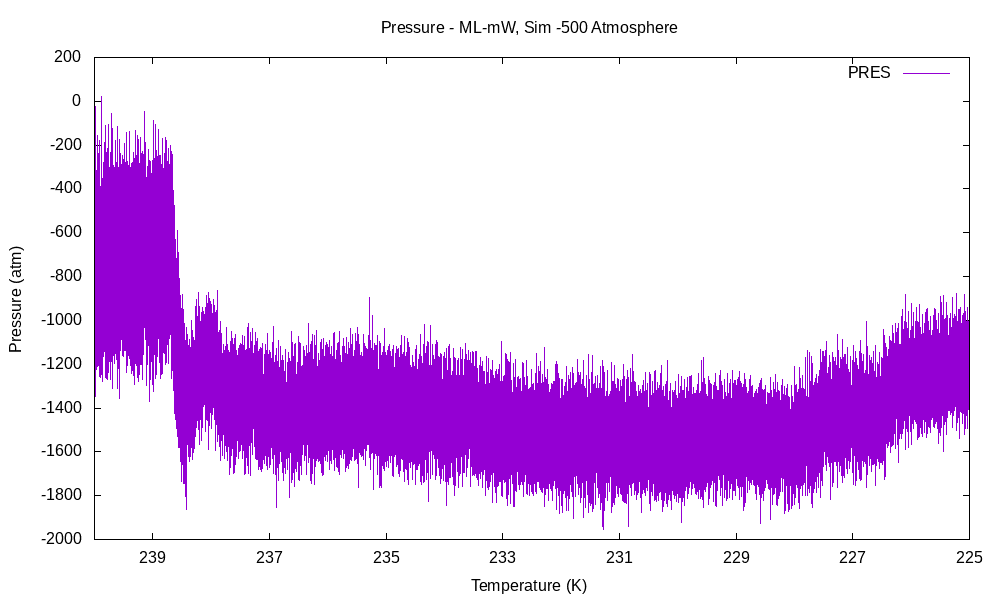 Pressure - ML-mW, Sim -500 Atmosphere
PRES
200
0
-200
-400
-600
-800
-1000
-1200
-1400
-1600
-1800
-2000
Pressure (atm)
239 237 235 233 231 229 227 225
Temperature (K)